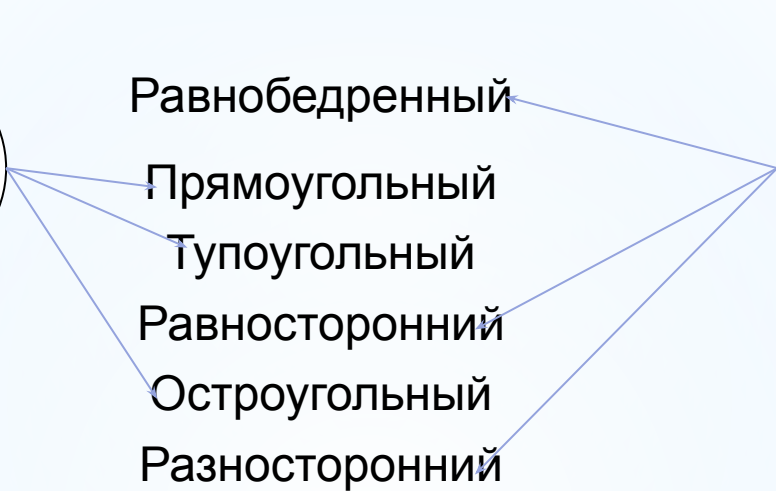 Равнобедренный
Прямоугольный
Тупоугольный
Равносторонний
Остроугольный
Разносторонний